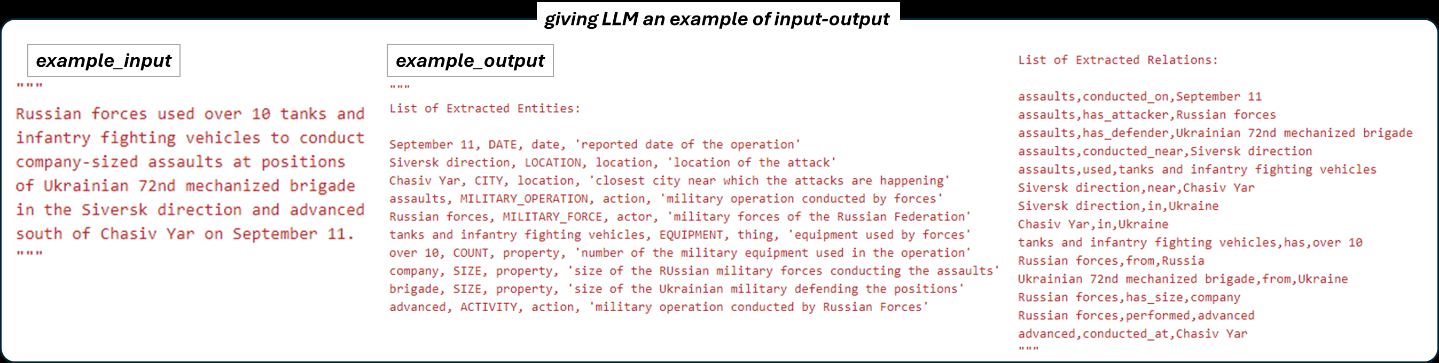 giving LLM an example of input-output
example_input
"""
Russian forces used over 10 tanks and
infantry fighting vehicles to conduct
company-sized assaults at positions
of Ukrainian 72nd mechanized brigade
in the Siversk direction and advanced
south of Chasiv Yar on September 11.
"""
example_output
"""
List of Extracted Entities:
September 11, DATE, date, 'reported date of the operation'
Siversk direction, LOCATION, location, 'location of the attack'
Chasiv Yar, CITY, location, 'closest city near which the attacks are happening'
assaults, MILITARY_OPERATION, action, 'military operation conducted by forces'
Russian forces, MILITARY_FORCE, actor, 'military forces of the Russian Federation'
tanks and infantry fighting vehicles, EQUIPMENT, thing, 'equipment used by forces'
over 10, COUNT, property, 'number of the military equipment used in the operation'
company, SIZE, property, 'size of the RUssian military forces conducting the assaults'
brigade, SIZE, property, 'size of the Ukrainian military defending the positions'
advanced, ACTIVITY, action, 'military operation conducted by Russian Forces'
List of Extracted Relations:
assaults,conducted_on,September 11
assaults,has_attacker,Russian forces
assaults,has_defender,Ukrainian 72nd mechanized brigade
assaults,conducted_near,Siversk direction
assaults,used,tanks and infantry fighting vehicles
Siversk direction,near,Chasiv Yar
Siversk direction,in,Ukraine
Chasiv Yar,in,Ukraine
tanks and infantry fighting vehicles,has,over 10
Russian forces,from,Russia
Ukrainian 72nd mechanized brigade,from,Ukraine
Russian forces,has_size,company
Russian forces,performed,advanced
advanced,conducted_at,Chasiv Yar
"""